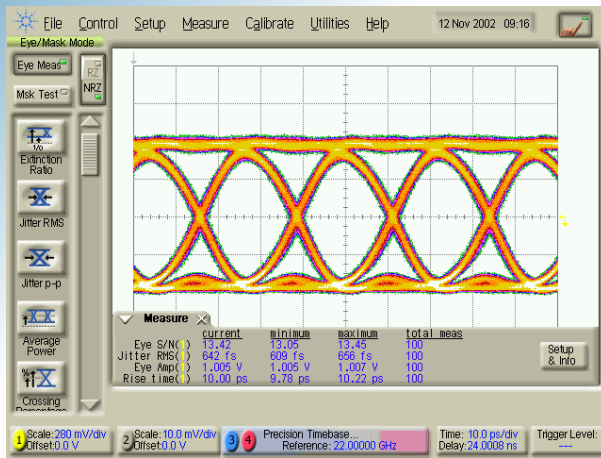 File Control Setup Measure Calibrate Utilities Help 12 Nov 2002 09:16
Eye/Mask Mode
Eye Meas
RZ
NRZ
Msk Test
Extinction
Ratio
Jitter RMS
Jitter p-p
Average
Power
Crossing
Percentage
Measure
current minimum maximum total meas
Eye S/N(1) 13.42 13.05 13.45 100
Jitter RMS(1) 642 fs 609 fs 656 fs 100
Eye Amp(1) 1.005 V 1.005 V 1.007 V 100
Rise time(1) 10.00 ps 9.78 ps 10.22 ps 100
Setup
& Info
1 Scale:280 mV/div
Offset:0.0 V
2 Scale:10.0 mV/div
Offset:0.0 V
3 4 Precision Timebase...
Reference: 22.00000 GHz
Time: 10.0 ps/div
Delay:24.0008 ns
Trigger Level:
---